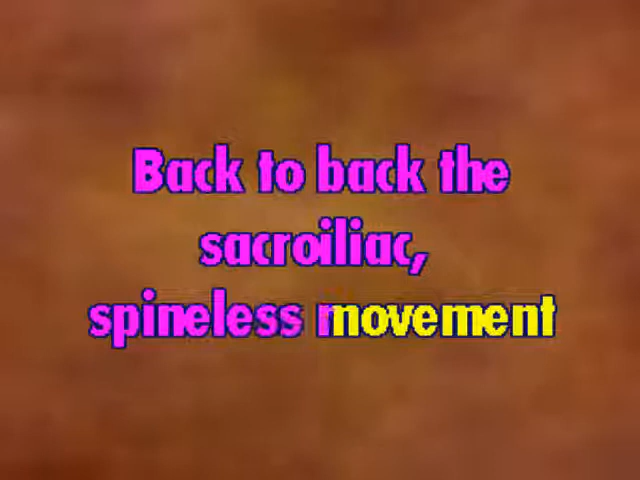 Back to back the
sacroiliac,
spineless movement